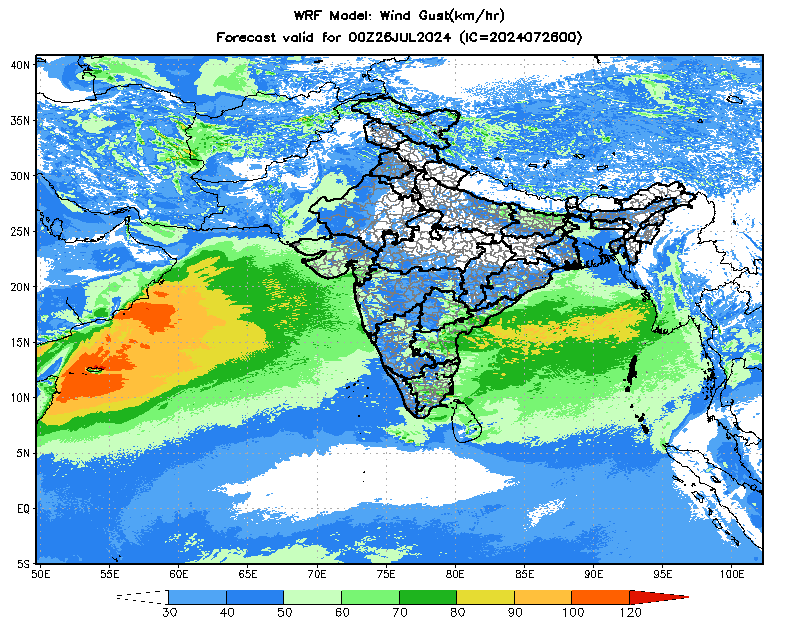 WRF Model: Wind Gust(km/hr)
Forecast valid for 00Z26JUL2024 (IC=2024072600)
40N
35N
30N
25N
20N
15N
10N
5N
EQ
5S
50E 55E 60E 65E 70E 75E 80E 85E 90E 95E 100E
30 40 50 60 70 80 90 100 120